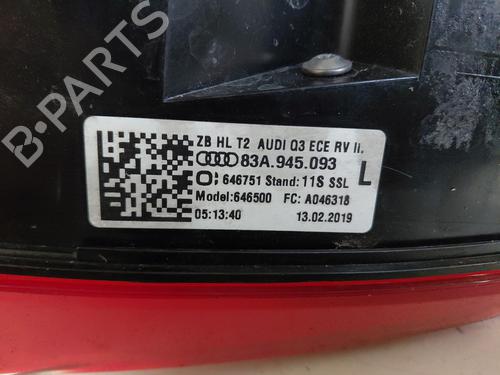 B-PARTS
ZB HL T2 AUDI Q3 ECE RV II.
83A.945.093
646751 Stand: 11S SSL L
Model:646500 FC: A046318
05:13:40 13.02.2019